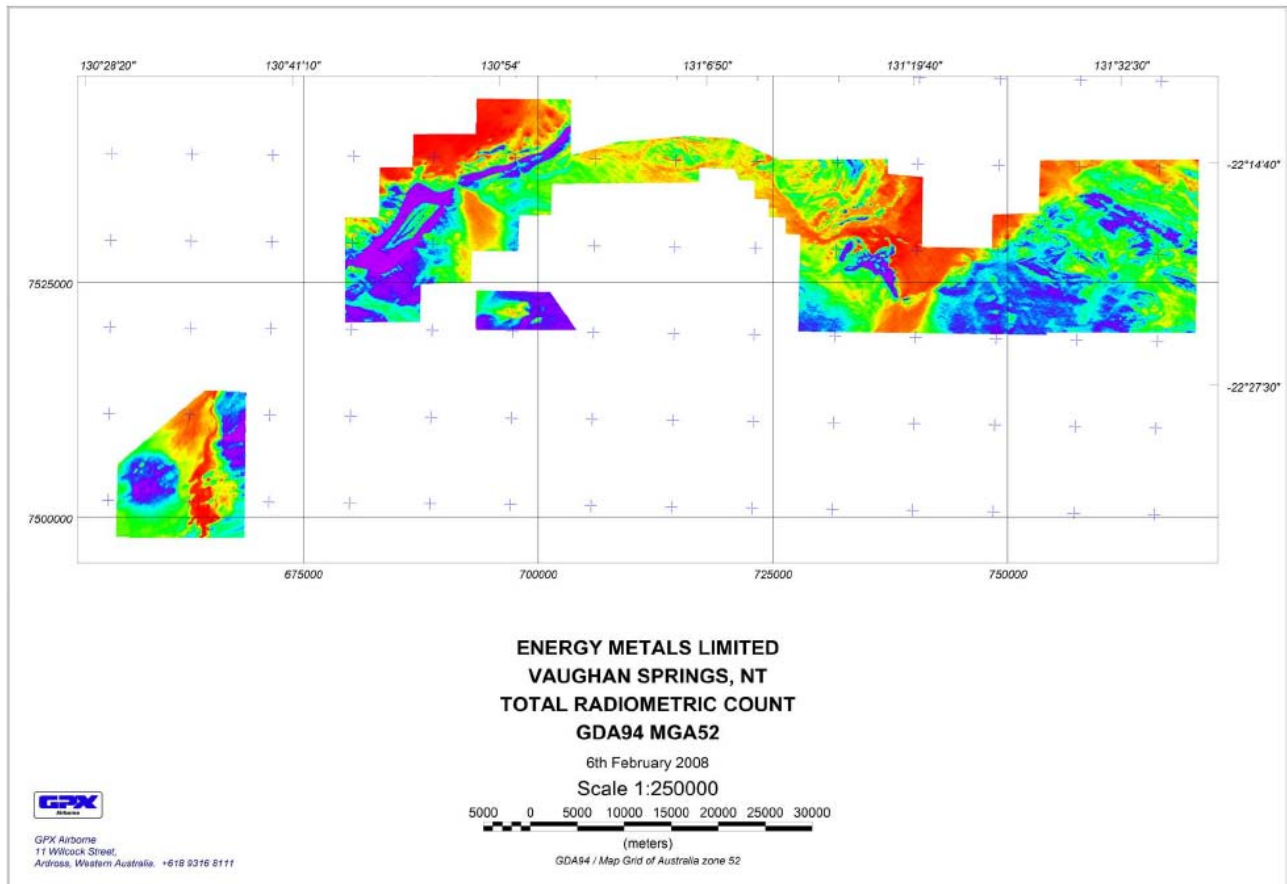 130°28'20" 130°41'10" 130°54' 131°6'50" 131°19'40" 131°32'30"
-22°14'40"
7525000
-22°27'30"
7500000
675000 700000 725000 750000
ENERGY METALS LIMITED
VAUGHAN SPRINGS, NT
TOTAL RADIOMETRIC COUNT
GDA94 MGA52
6th February 2008
Scale 1:250000
5000 0 5000 10000 15000 20000 25000 30000
(meters)
GDA94 / Map Grid of Australia zone 52
GPX
Airborne
GPX Airborne
11 Willcock Street,
Ardross, Western Australia. +618 9316 8111